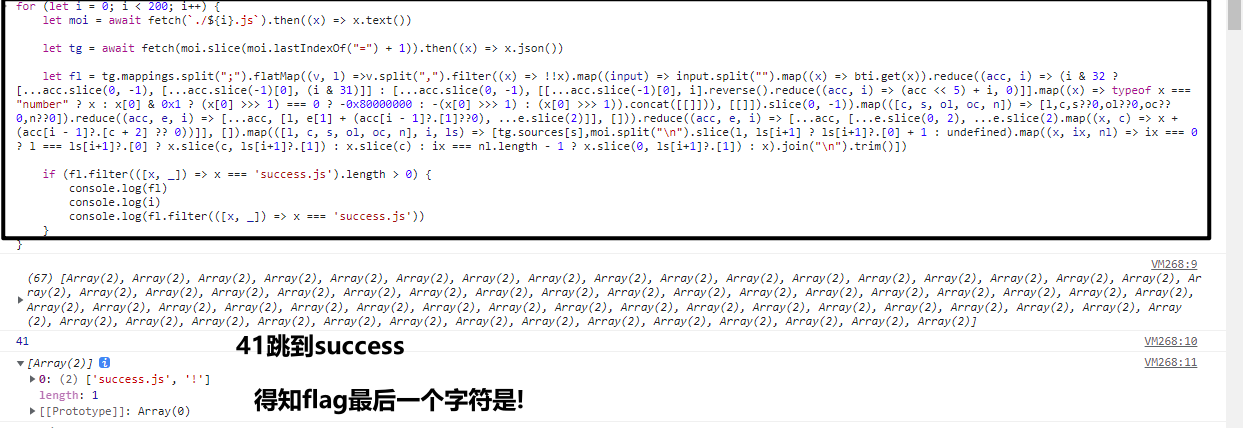 for (let i = 0; i < 200; i++) {
let moi = await fetch(`./${i}.js`).then((x) => x.text())
let tg = await fetch(moi.slice(moi.lastIndexOf("=") + 1)).then((x) => x.json())
let fl = tg.mappings.split(";").flatMap((v, l) =>v.split(",").filter((x) => !!x).map((input) => input.split("").map((x) => bti.get(x)).reduce((acc, i) => (i & 32 ?
[...acc.slice(0, -1), [...acc.slice(-1)[0], (i & 31)]] : [...acc.slice(0, -1), [[...acc.slice(-1)[0], i].reverse().reduce((acc, i) => (acc << 5) + i, 0)]].map((x) => typeof x ===
"number" ? x : x[0] & 0x1 ? (x[0] >>> 1) === 0 ? -0x80000000 : -(x[0] >>> 1) : (x[0] >>> 1)).concat([[]])), [[]]).slice(0, -1)).map(([c, s, ol, oc, n]) => [l,c,s??0,ol??0,oc??
0,n??0]).reduce((acc, e, i) => [...acc, [l, e[1] + (acc[i - 1]?.[1]??0), ...e.slice(2)]], [])).reduce((acc, e, i) => [...acc, [...e.slice(0, 2), ...e.slice(2).map((x, c) => x +
(acc[i - 1]?.[c + 2] ?? 0))]], []).map(([l, c, s, ol, oc, n], i, ls) => [tg.sources[s],moi.split("\n").slice(l, ls[i+1] ? ls[i+1]?.[0] + 1 : undefined).map((x, ix, nl) => ix === 0
? l === ls[i+1]?.[0] ? x.slice(c, ls[i+1]?.[1]) : x.slice(c) : ix === nl.length - 1 ? x.slice(0, ls[i+1]?.[1]) : x).join("\n").trim()])
if (fl.filter(([x, _]) => x === 'success.js').length > 0) {
console.log(fl)
console.log(i)
console.log(fl.filter(([x, _]) => x === 'success.js'))
}
}
VM268:9
(67) [Array(2), Array(2), Array(2), Array(2), Array(2), Array(2), Array(2), Array(2), Array(2), Array(2), Array(2), Array(2), Array(2), Array(2), Array(2), Array(2), Array(2), Ar
ray(2), Array(2), Array(2), Array(2), Array(2), Array(2), Array(2), Array(2), Array(2), Array(2), Array(2), Array(2), Array(2), Array(2), Array(2), Array(2), Array(2), Array(2),
Array(2), Array(2), Array(2), Array(2), Array(2), Array(2), Array(2), Array(2), Array(2), Array(2), Array(2), Array(2), Array(2), Array(2), Array(2), Array(2), Array(2), Array
(2), Array(2), Array(2), Array(2), Array(2), Array(2), Array(2), Array(2), Array(2), Array(2), Array(2), Array(2), Array(2), Array(2), Array(2)]
41 VM268:10
41跳到success
[Array(2)] VM268:11
0: (2) ['success.js', '!']
length: 1
得知flag最后一个字符是!
[[Prototype]]: Array(0)